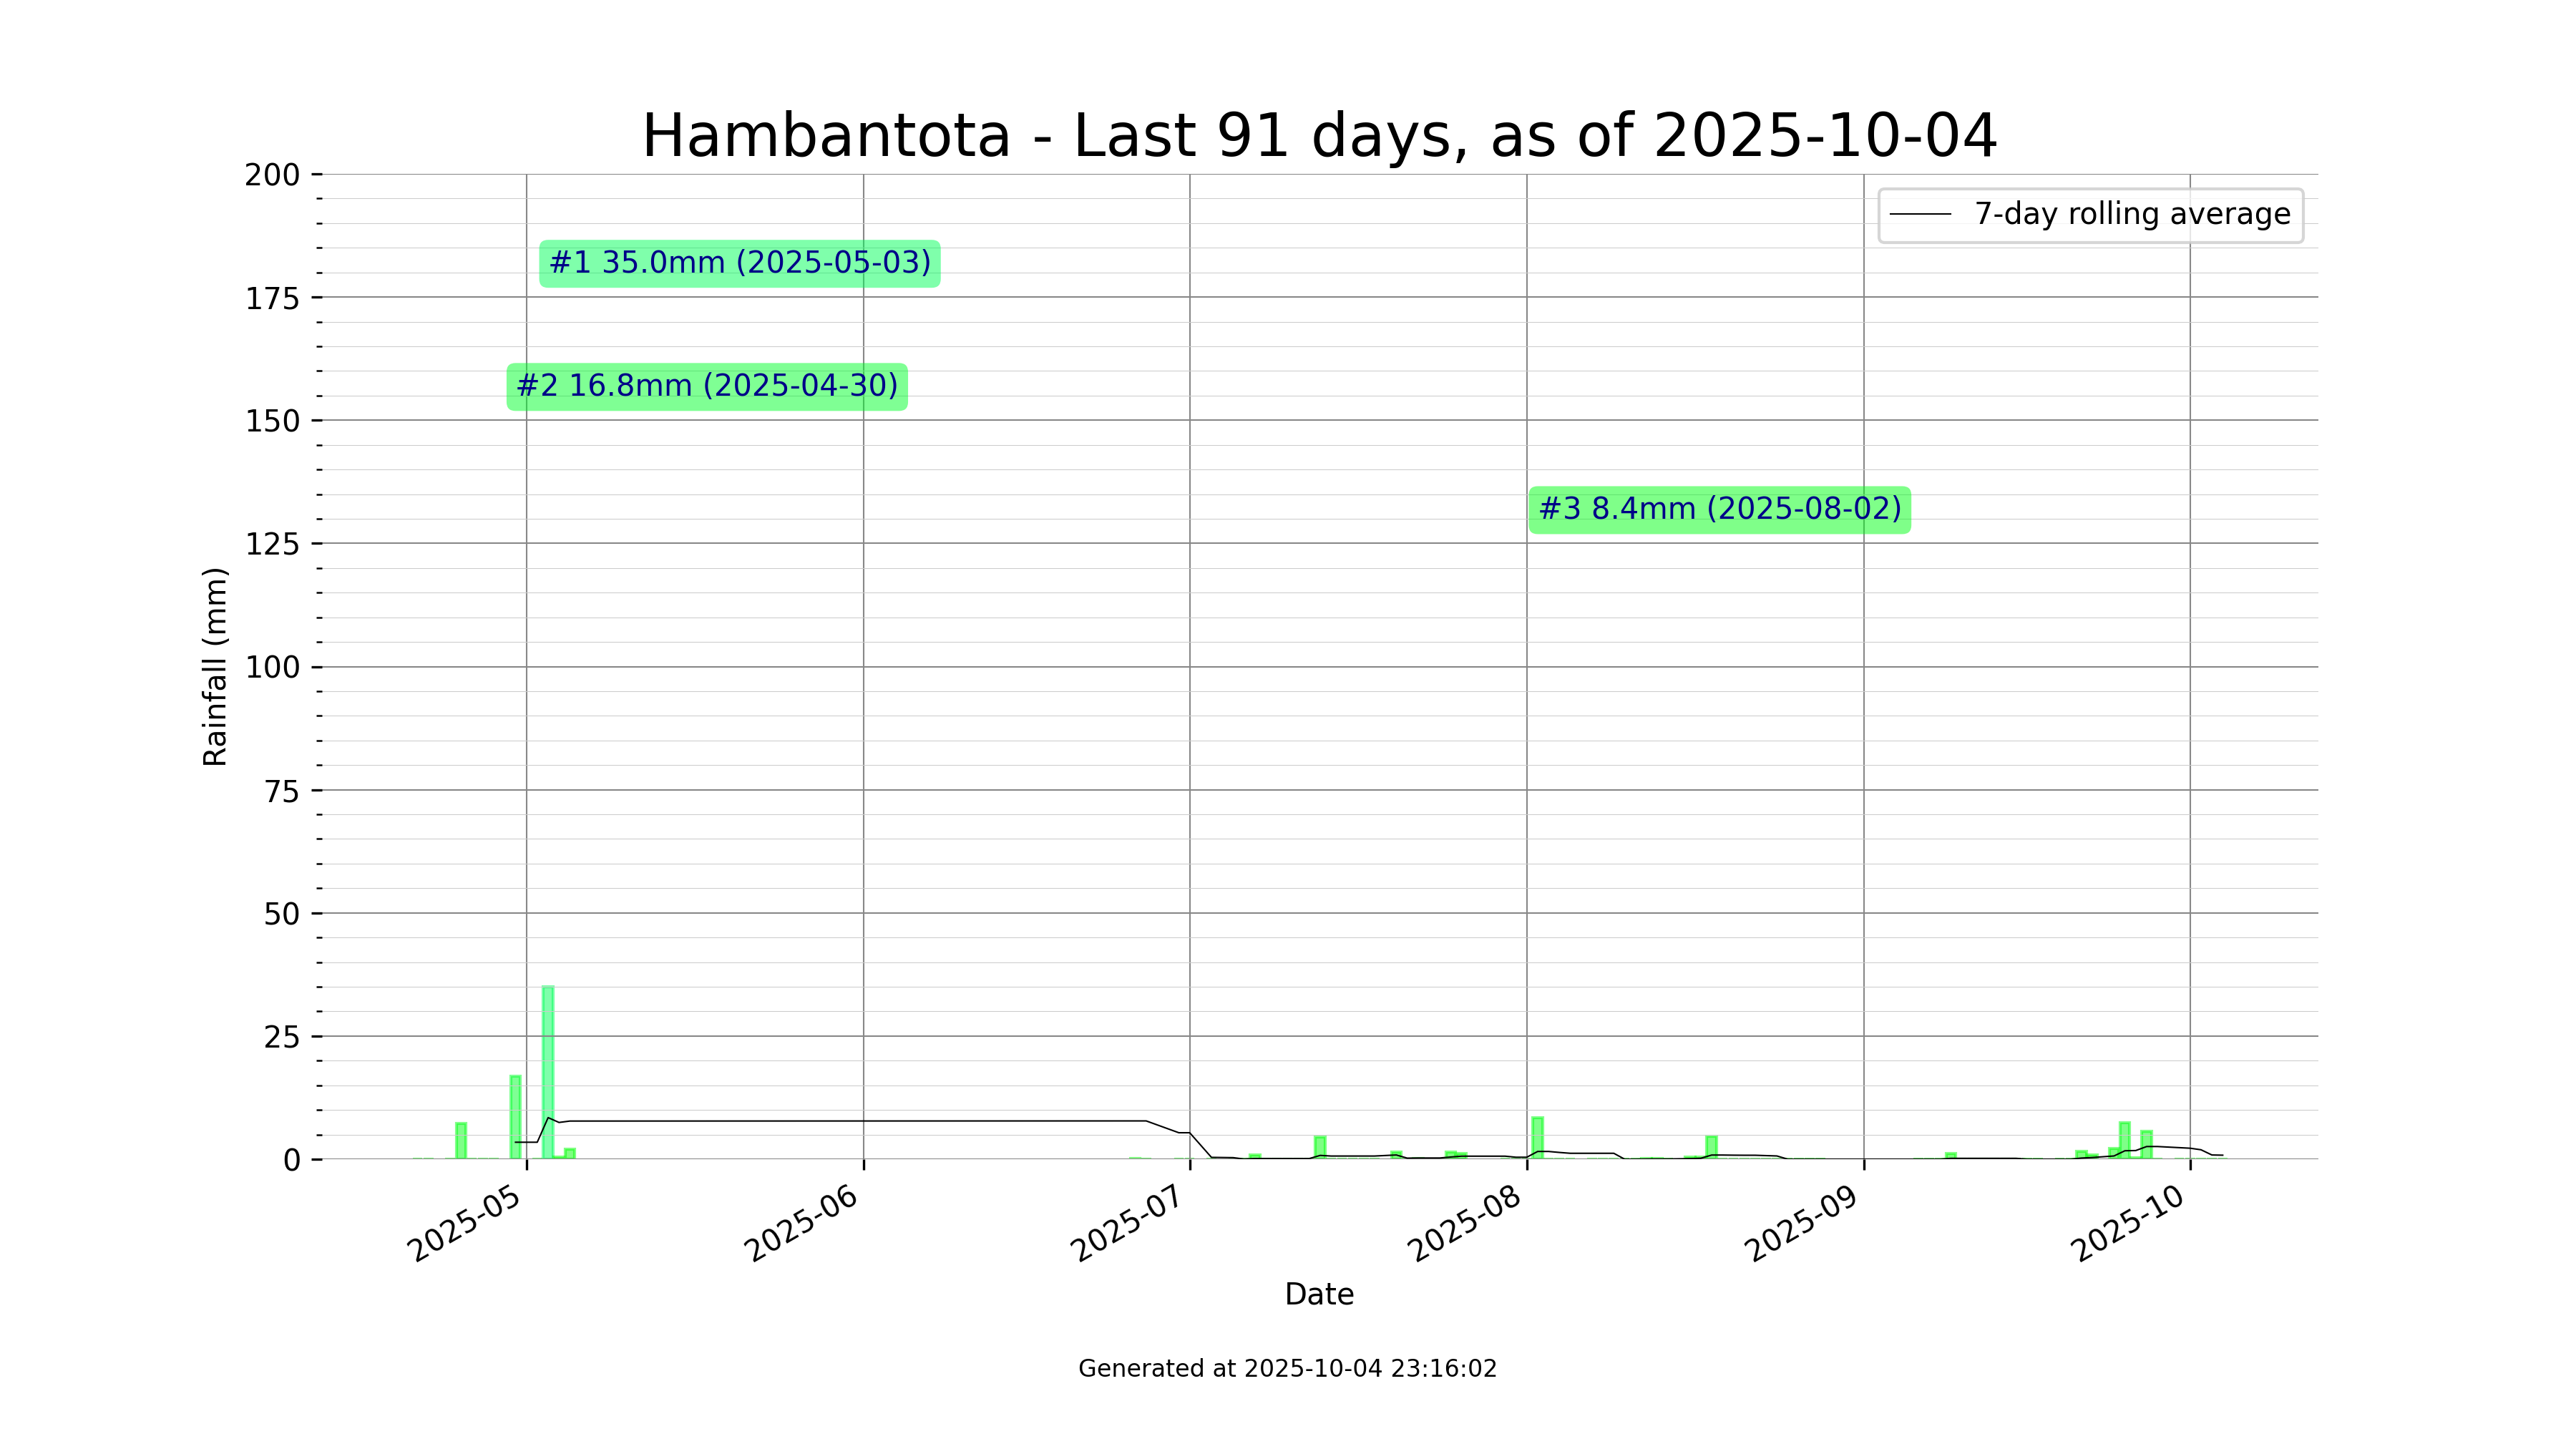 Hambantota - Last 91 days, as of 2025-10-04
7-day rolling average
#1 35.0mm (2025-05-03)
#2 16.8mm (2025-04-30)
#3 8.4mm (2025-08-02)
Rainfall (mm)
200
175
150
125
100
75
50
25
0
2025-05
2025-06
2025-07
2025-08
2025-09
2025-10
Date
Generated at 2025-10-04 23:16:02